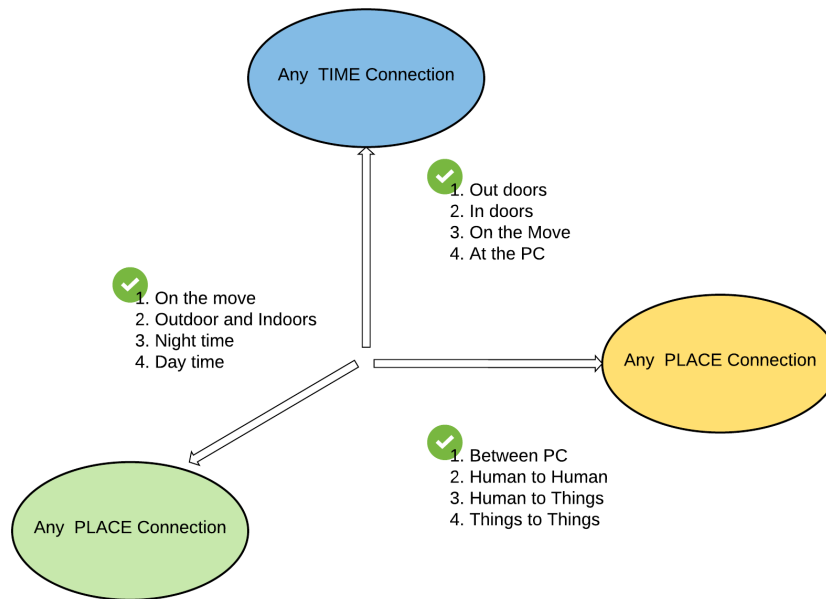 Any TIME Connection
1. Out doors
2. In doors
3. On the Move
4. At the PC
1. On the move
2. Outdoor and Indoors
3. Night time
4. Day time
Any PLACE Connection
1. Between PC
2. Human to Human
3. Human to Things
4. Things to Things
Any PLACE Connection